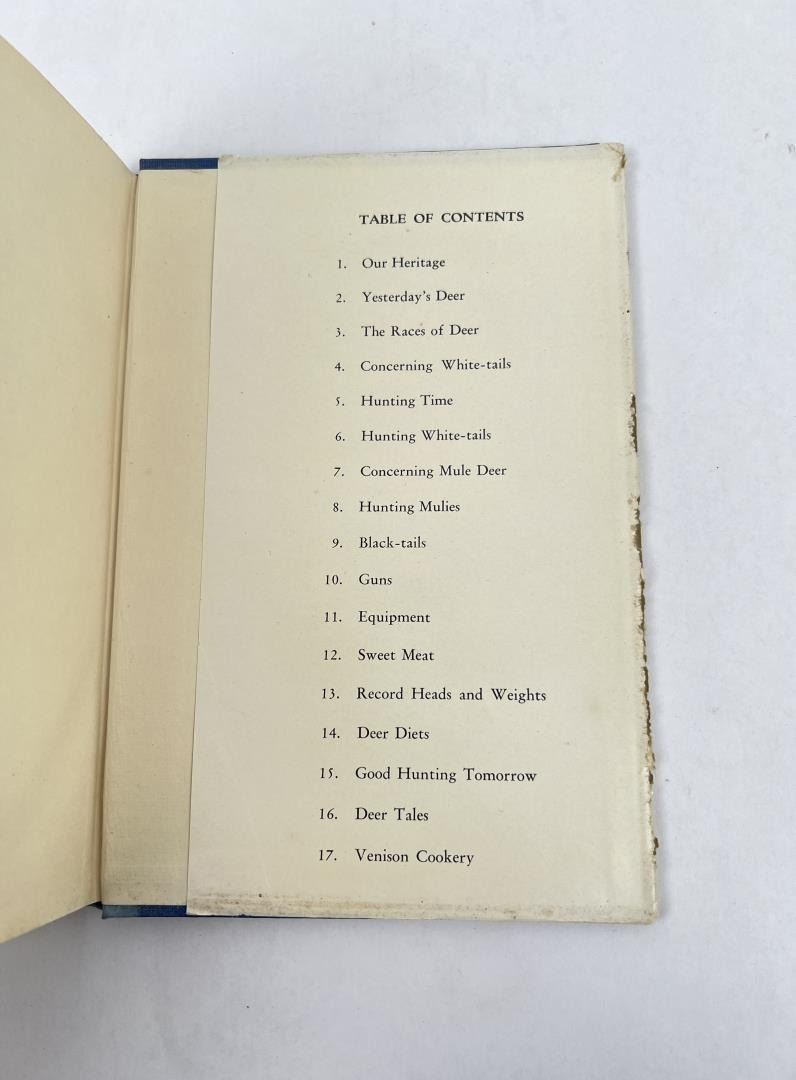 TABLE OF CONTENTS
1. Our Heritage
2. Yesterday's Deer
3. The Races of Deer
4. Concerning White-tails
5. Hunting Time
6. Hunting White-tails
7. Concerning Mule Deer
8. Hunting Mulies
9. Black-tails
10. Guns
11. Equipment
12. Sweet Meat
13. Record Heads and Weights
14. Deer Diets
15. Good Hunting Tomorrow
16. Deer Tales
17. Venison Cookery